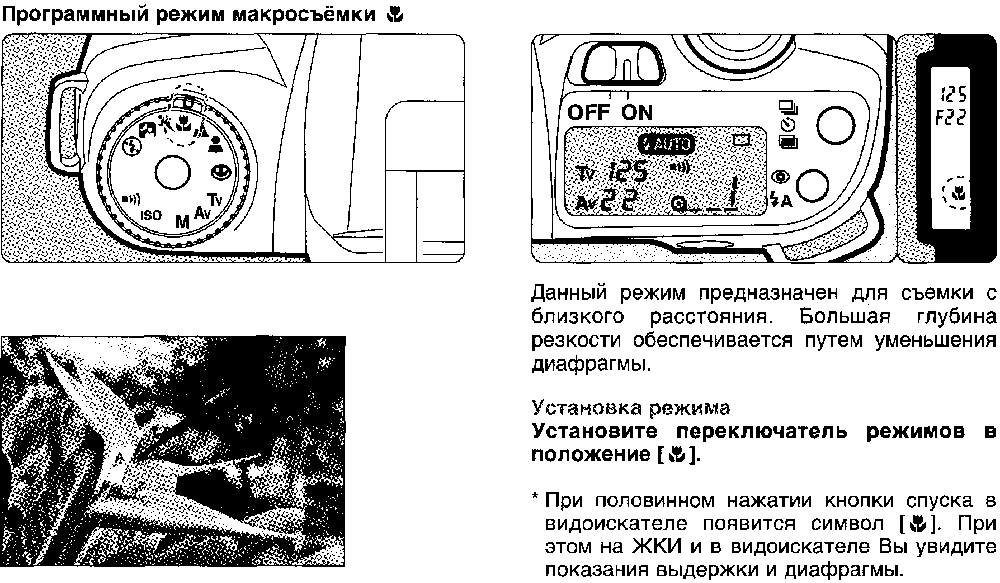 Программный режим макросъёмки
ISO
M
Av
Tv
OFF ON
AUTO
Tv 125
Av 22
1
A
125
F22
Данный режим предназначен для съемки с
близкого расстояния. Большая глубина
резкости обеспечивается путем уменьшения
диафрагмы.
Установка режима
Установите переключатель режимов в
положение [ ].
* При половинном нажатии кнопки спуска в
видоискателе появится символ [ ]. При
этом на ЖКИ и в видоискателе Вы увидите
показания выдержки и диафрагмы.